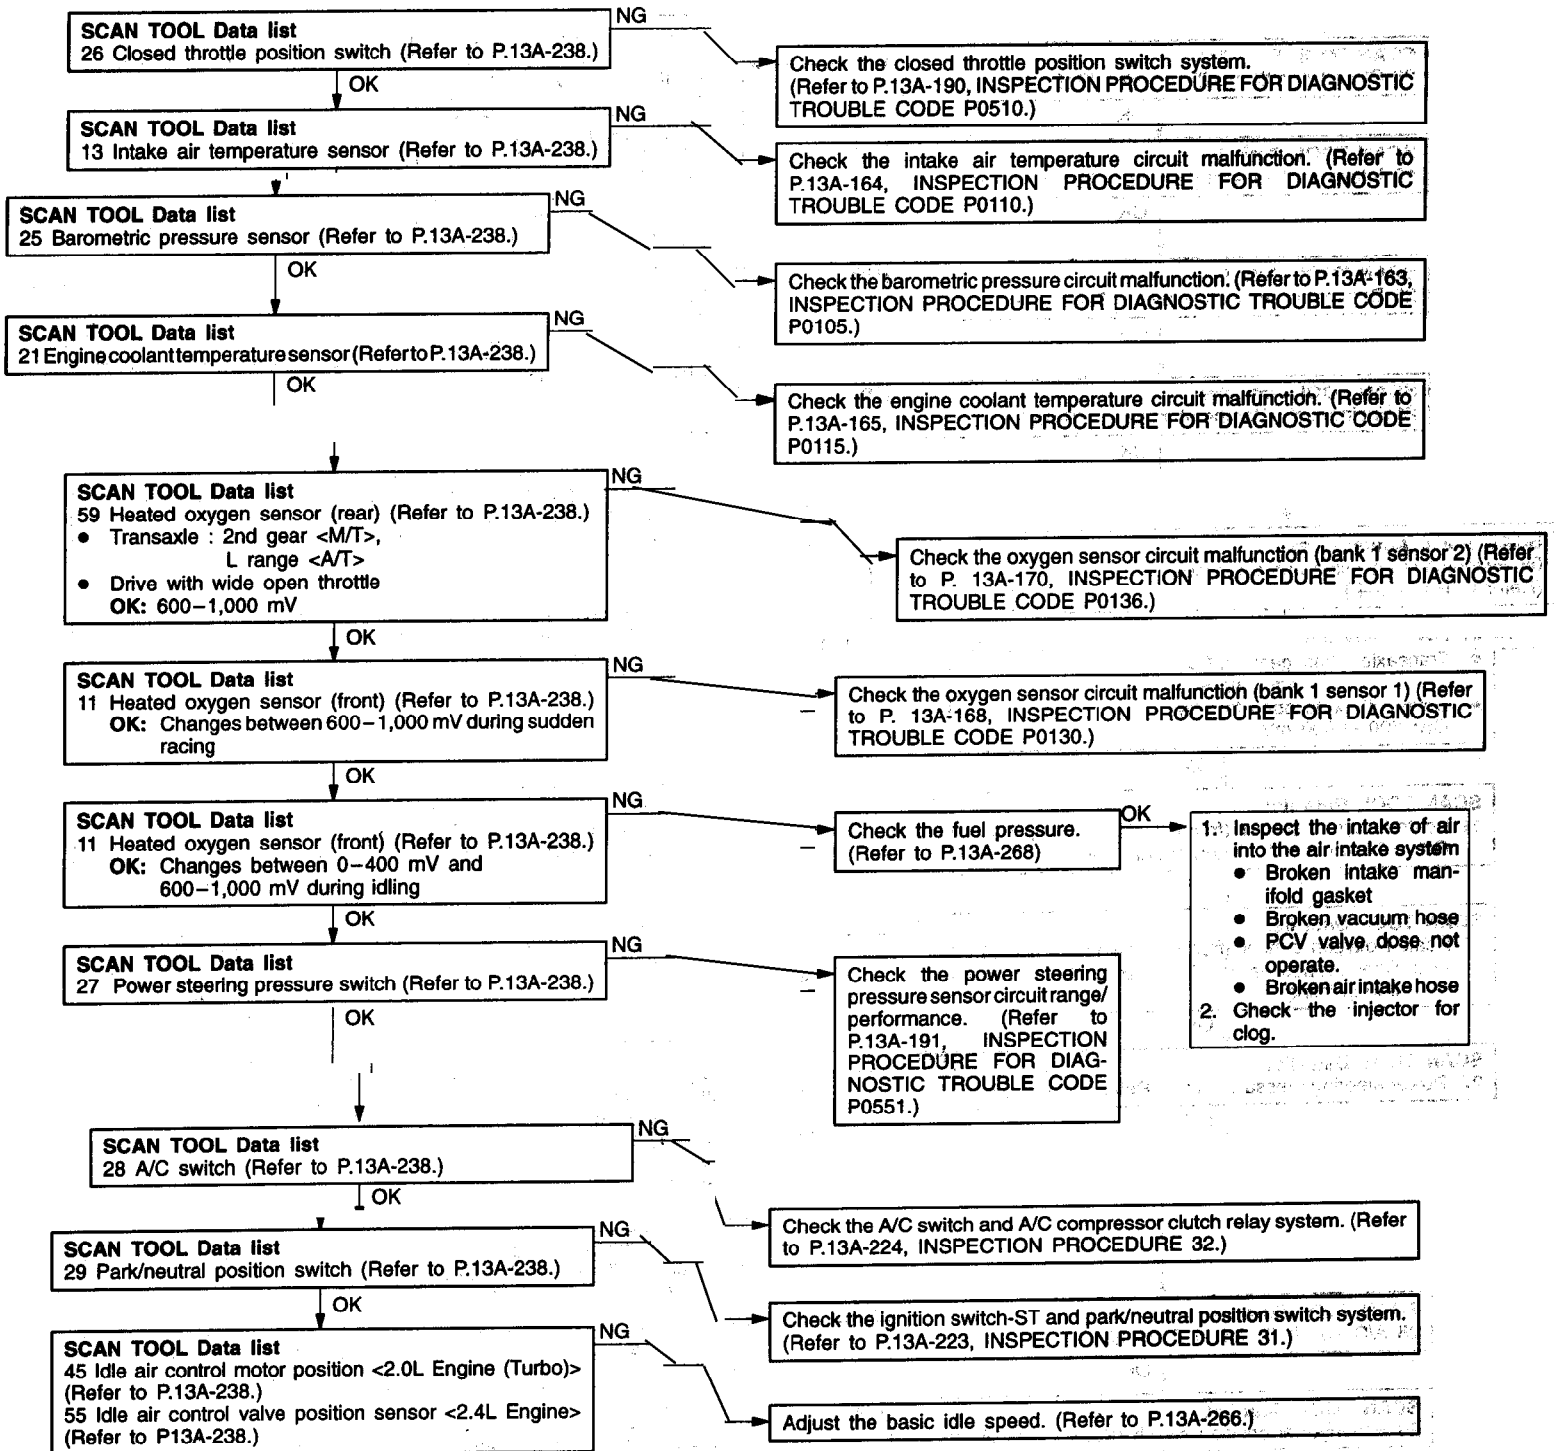 SCAN TOOL Data list
26 Closed throttle position switch (Refer to P.13A-238.)
NG
Check the closed throttle position switch system.
(Refer to P.13A-190, INSPECTION PROCEDURE FOR DIAGNOSTIC
TROUBLE CODE P0510.)
OK
SCAN TOOL Data list
13 Intake air temperature sensor (Refer to P.13A-238.)
NG
Check the intake air temperature circuit malfunction. (Refer to
P.13A-164, INSPECTION PROCEDURE FOR DIAGNOSTIC
TROUBLE CODE P0110.)
SCAN TOOL Data list
25 Barometric pressure sensor (Refer to P.13A-238.)
NG
Check the barometric pressure circuit malfunction. (Refer to P.13A-163,
INSPECTION PROCEDURE FOR DIAGNOSTIC TROUBLE CODE
P0105.)
OK
SCAN TOOL Data list
21 Engine coolant temperature sensor (Refer to P.13A-238.)
NG
Check the engine coolant temperature circuit malfunction. (Refer to
P.13A-165, INSPECTION PROCEDURE FOR DIAGNOSTIC CODE
P0115.)
OK
SCAN TOOL Data list
59 Heated oxygen sensor (rear) (Refer to P.13A-238.)
● Transaxle : 2nd gear <M/T>,
L range <A/T>
● Drive with wide open throttle
OK: 600–1,000 mV
NG
Check the oxygen sensor circuit malfunction (bank 1 sensor 2) (Refer
to P. 13A-170, INSPECTION PROCEDURE FOR DIAGNOSTIC
TROUBLE CODE P0136.)
OK
SCAN TOOL Data list
11 Heated oxygen sensor (front) (Refer to P.13A-238.)
OK: Changes between 600–1,000 mV during sudden
racing
NG
Check the oxygen sensor circuit malfunction (bank 1 sensor 1) (Refer
to P. 13A-168, INSPECTION PROCEDURE FOR DIAGNOSTIC
TROUBLE CODE P0130.)
OK
SCAN TOOL Data list
11 Heated oxygen sensor (front) (Refer to P.13A-238.)
OK: Changes between 0–400 mV and
600–1,000 mV during idling
NG
Check the fuel pressure.
(Refer to P.13A-268)
OK
1. Inspect the intake of air
into the air intake system
● Broken intake man-
ifold gasket
● Broken vacuum hose
● PCV valve dose not
operate.
● Broken air intake hose
2. Check the injector for
clog.
OK
SCAN TOOL Data list
27 Power steering pressure switch (Refer to P.13A-238.)
NG
Check the power steering
pressure sensor circuit range/
performance. (Refer to
P.13A-191, INSPECTION
PROCEDURE FOR DIAG-
NOSTIC TROUBLE CODE
P0551.)
OK
SCAN TOOL Data list
28 A/C switch (Refer to P.13A-238.)
NG
Check the A/C switch and A/C compressor clutch relay system. (Refer
to P.13A-224, INSPECTION PROCEDURE 32.)
OK
SCAN TOOL Data list
29 Park/neutral position switch (Refer to P.13A-238.)
NG
Check the ignition switch-ST and park/neutral position switch system.
(Refer to P.13A-223, INSPECTION PROCEDURE 31.)
OK
SCAN TOOL Data list
45 Idle air control motor position <2.0L Engine (Turbo)>
(Refer to P.13A-238.)
55 Idle air control valve position sensor <2.4L Engine>
(Refer to P13A-238.)
NG
Adjust the basic idle speed. (Refer to P.13A-266.)